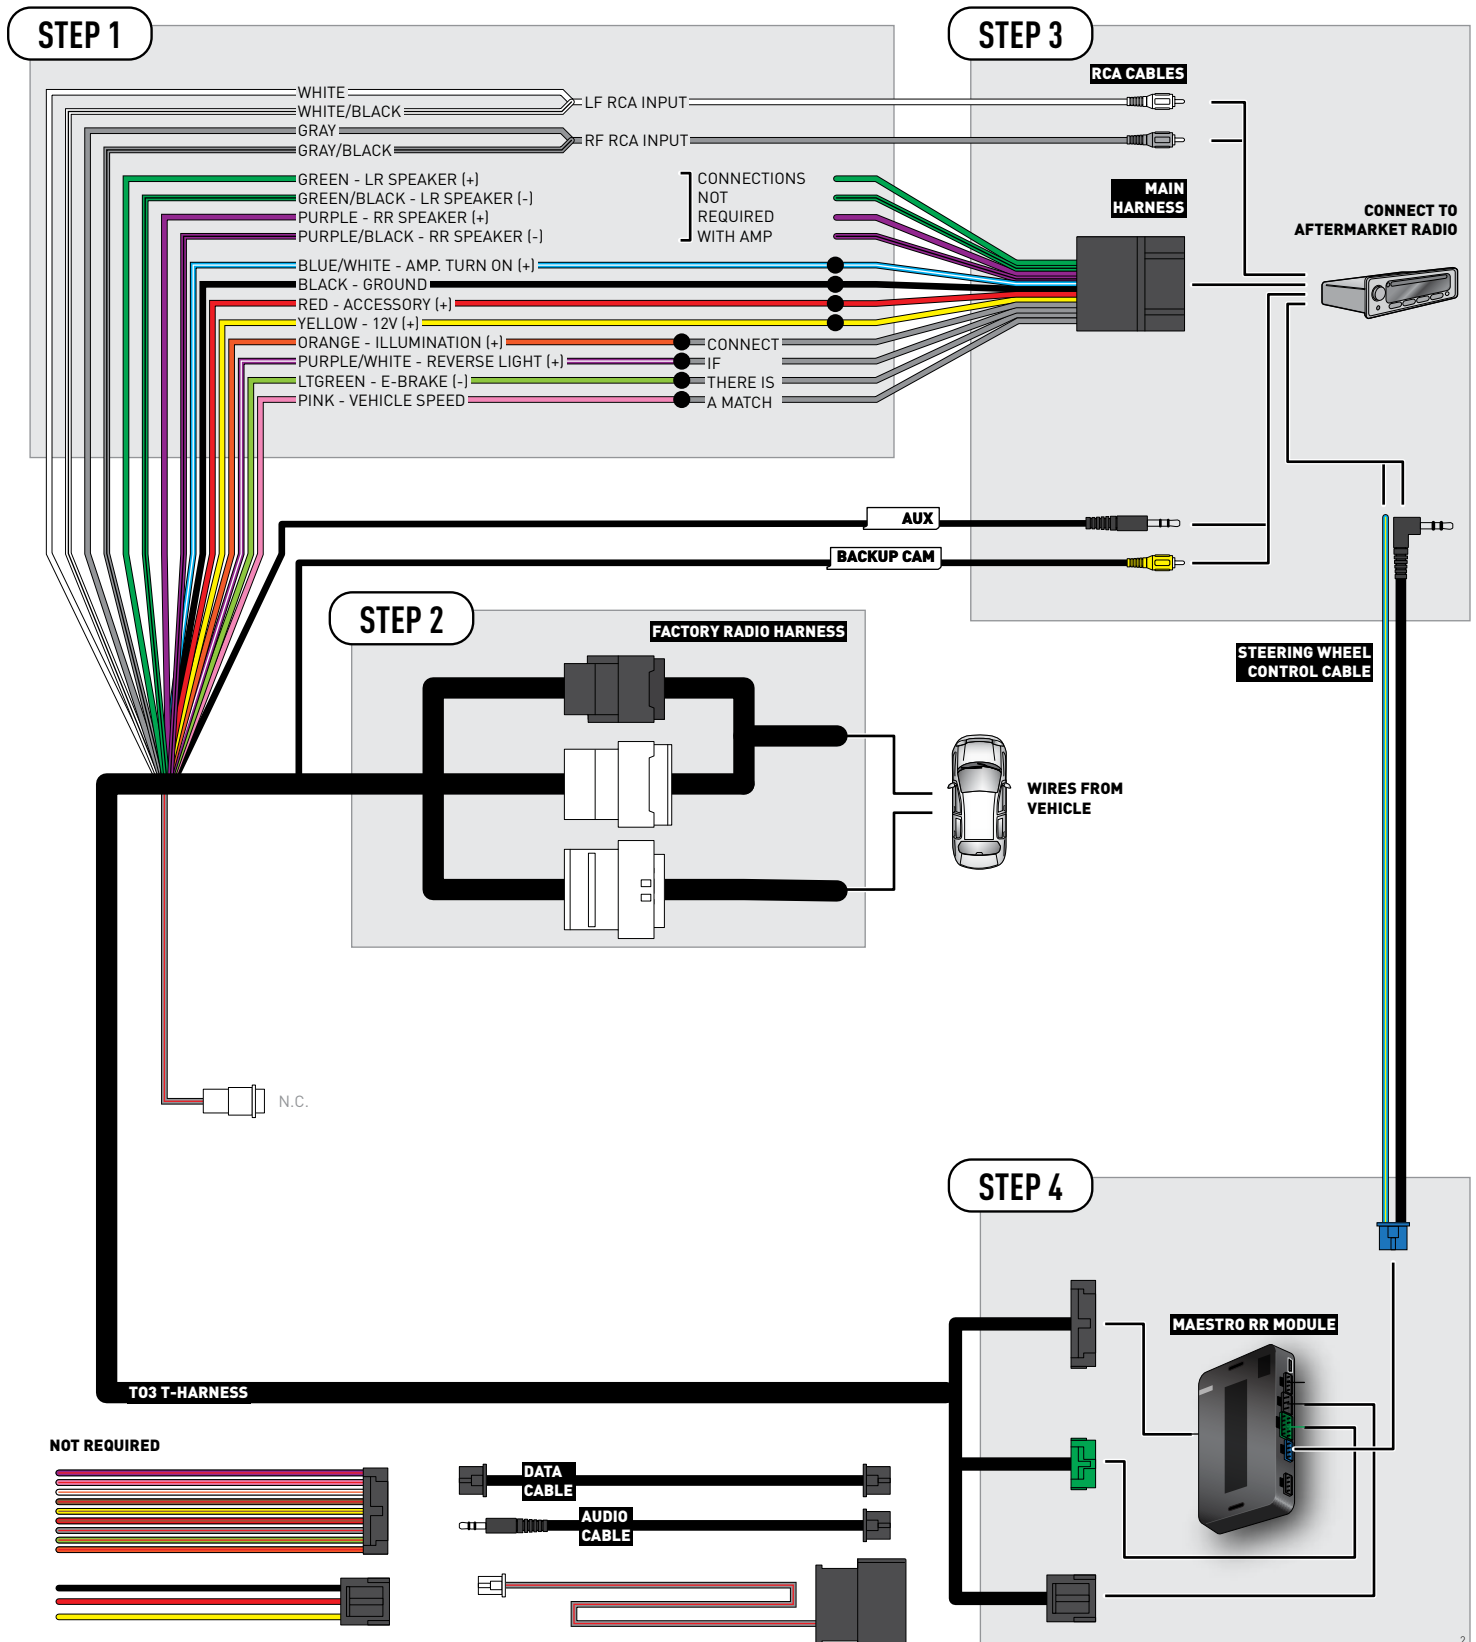 STEP 1
WHITE
WHITE/BLACK
LF RCA INPUT
GRAY
GRAY/BLACK
RF RCA INPUT
GREEN - LR SPEAKER (+)
GREEN/BLACK - LR SPEAKER (-)
PURPLE - RR SPEAKER (+)
PURPLE/BLACK - RR SPEAKER (-)
CONNECTIONS
NOT
REQUIRED
WITH AMP
BLUE/WHITE - AMP. TURN ON (+)
BLACK - GROUND
RED - ACCESSORY (+)
YELLOW - 12V (+)
ORANGE - ILLUMINATION (+)
PURPLE/WHITE - REVERSE LIGHT (+)
LTGREEN - E-BRAKE (-)
PINK - VEHICLE SPEED
CONNECT
IF
THERE IS
A MATCH
STEP 3
RCA CABLES
MAIN
HARNESS
CONNECT TO
AFTERMARKET RADIO
AUX
BACKUP CAM
STEP 2
FACTORY RADIO HARNESS
STEERING WHEEL
CONTROL CABLE
WIRES FROM
VEHICLE
N.C.
STEP 4
MAESTRO RR MODULE
TO3 T-HARNESS
NOT REQUIRED
DATA
CABLE
AUDIO
CABLE
2